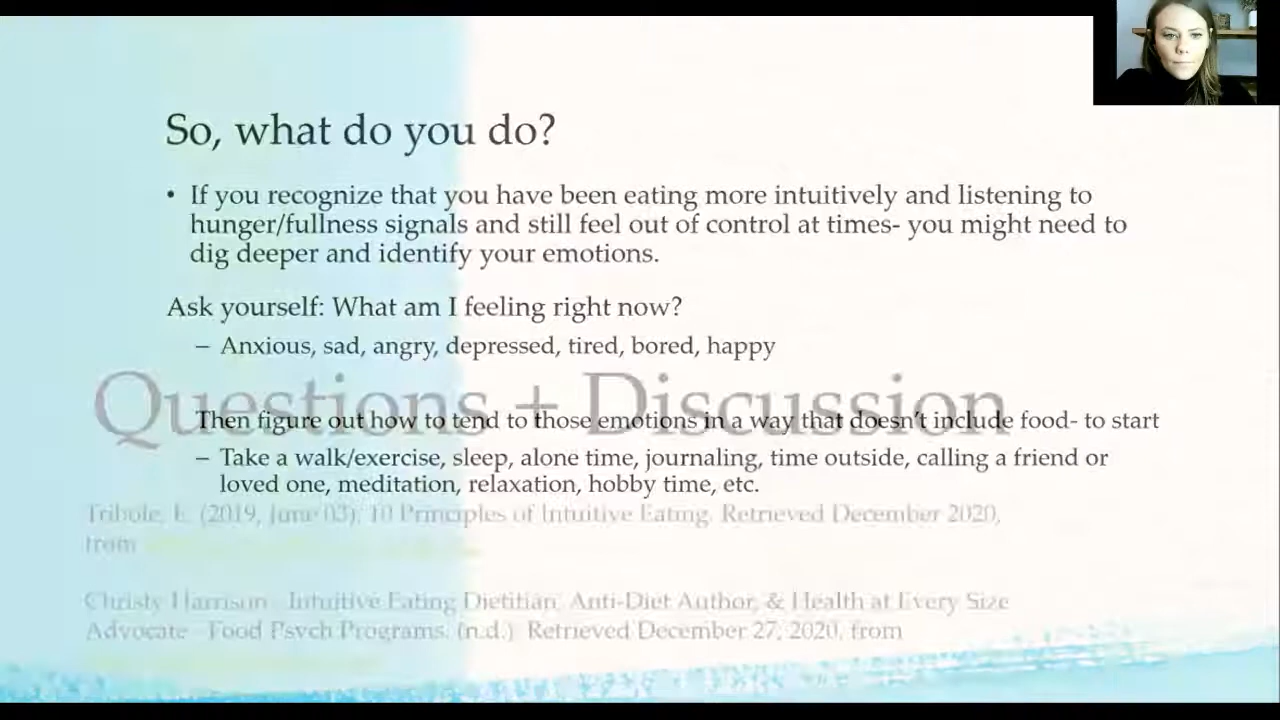 So, what do you do?
• If you recognize that you have been eating more intuitively and listening to
hunger/fullness signals and still feel out of control at times- you might need to
dig deeper and identify your emotions.
Ask yourself: What am I feeling right now?
– Anxious, sad, angry, depressed, tired, bored, happy
Questions + Discussion
Then figure out how to tend to those emotions in a way that doesn't include food- to start
– Take a walk/exercise, sleep, alone time, journaling, time outside, calling a friend or
loved one, meditation, relaxation, hobby time, etc.
Tribole, E. (2019, June 03). 10 Principles of Intuitive Eating. Retrieved December 2020,
from
Christy Harrison - Intuitive Eating Dietitian, Anti-Diet Author, & Health at Every Size
Advocate - Food Psych Programs. (n.d.). Retrieved December 27, 2020, from